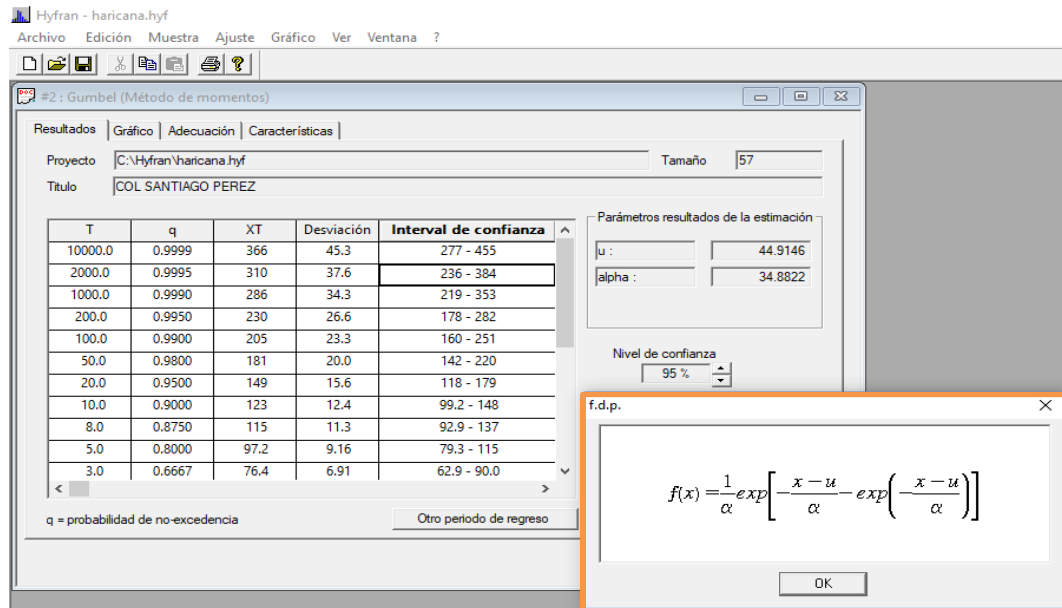 Hyfran - haricana.hyf
Archivo Edición Muestra Ajuste Gráfico Ver Ventana ?
#2 : Gumbel (Método de momentos)
Resultados Gráfico Adecuación Características
Proyecto C:\Hyfran\haricana.hyf Tamaño 57
Titulo COL SANTIAGO PEREZ
T q XT Desviación Interval de confianza
10000.0 0.9999 366 45.3 277 - 455
2000.0 0.9995 310 37.6 236 - 384
1000.0 0.9990 286 34.3 219 - 353
200.0 0.9950 230 26.6 178 - 282
100.0 0.9900 205 23.3 160 - 251
50.0 0.9800 181 20.0 142 - 220
20.0 0.9500 149 15.6 118 - 179
10.0 0.9000 123 12.4 99.2 - 148
8.0 0.8750 115 11.3 92.9 - 137
5.0 0.8000 97.2 9.16 79.3 - 115
3.0 0.6667 76.4 6.91 62.9 - 90.0
q = probabilidad de no-excedencia
Otro periodo de regreso
Parámetros resultados de la estimación
u : 44.9146
alpha : 34.8822
Nivel de confianza
95 %
f.d.p.
f(x) = 1/α exp[ - (x - u)/α - exp( - (x - u)/α ) ]
OK